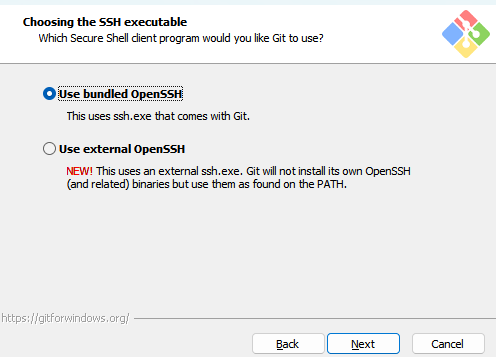 Choosing the SSH executable
Which Secure Shell client program would you like Git to use?
Use bundled OpenSSH
This uses ssh.exe that comes with Git.
Use external OpenSSH
NEW! This uses an external ssh.exe. Git will not install its own OpenSSH
(and related) binaries but use them as found on the PATH.
https://gitforwindows.org/
Back Next Cancel